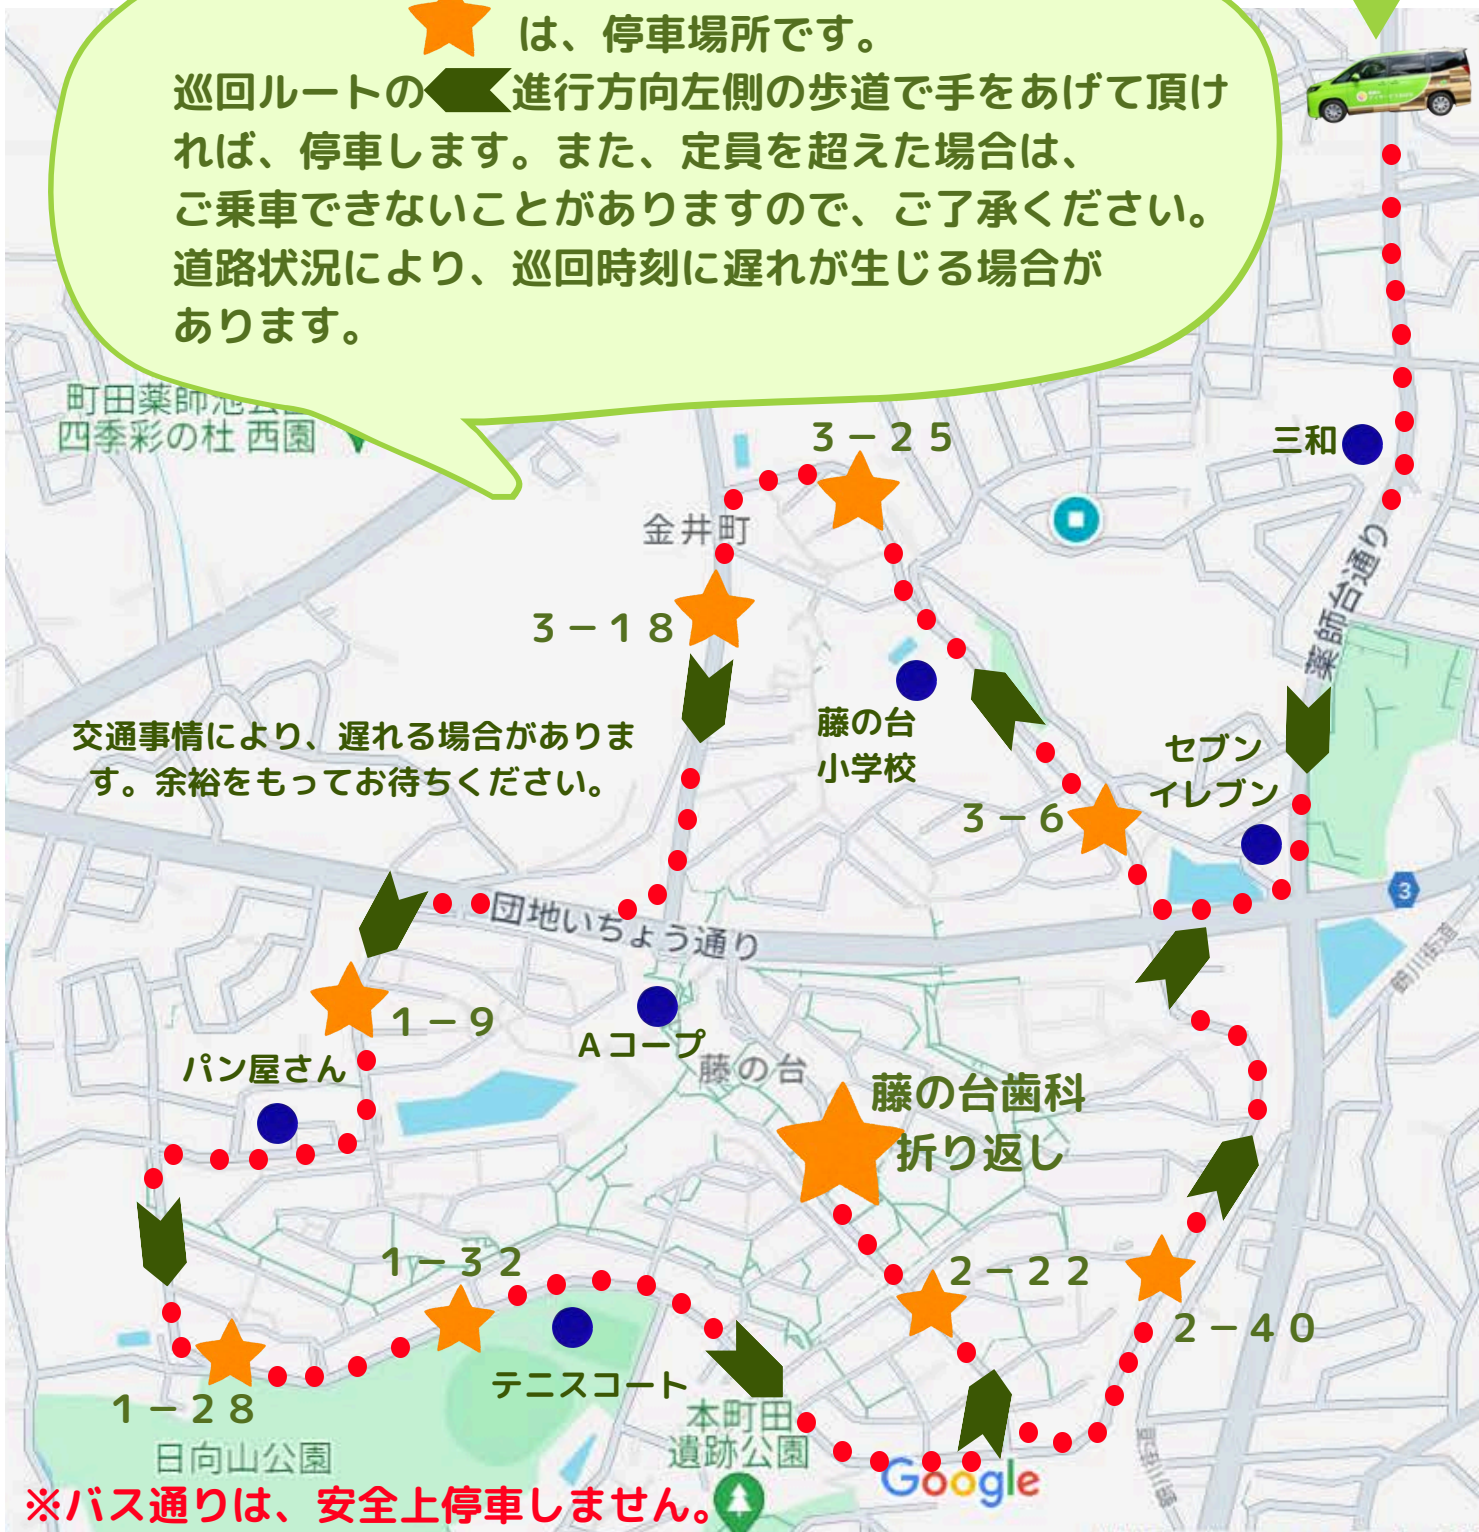 は、停車場所です。
巡回ルートの進行方向左側の歩道で手をあげて頂け
れば、停車します。また、定員を超えた場合は、
ご乗車できないことがありますので、ご了承ください。
道路状況により、巡回時刻に遅れが生じる場合が
あります。
町田薬師池公園
四季彩の杜 西園
3－25
三和
金井町
薬師台通り
3－18
藤の台
小学校
交通事情により、遅れる場合がありま
す。余裕をもってお待ちください。
セブン
イレブン
3－6
3
団地いちょう通り
鶴川街道
1－9
Aコープ
パン屋さん
藤の台
藤の台歯科
折り返し
1－32
2－22
2－40
テニスコート
1－28
本町田
遺跡公園
日向山公園
Google
※バス通りは、安全上停車しません。